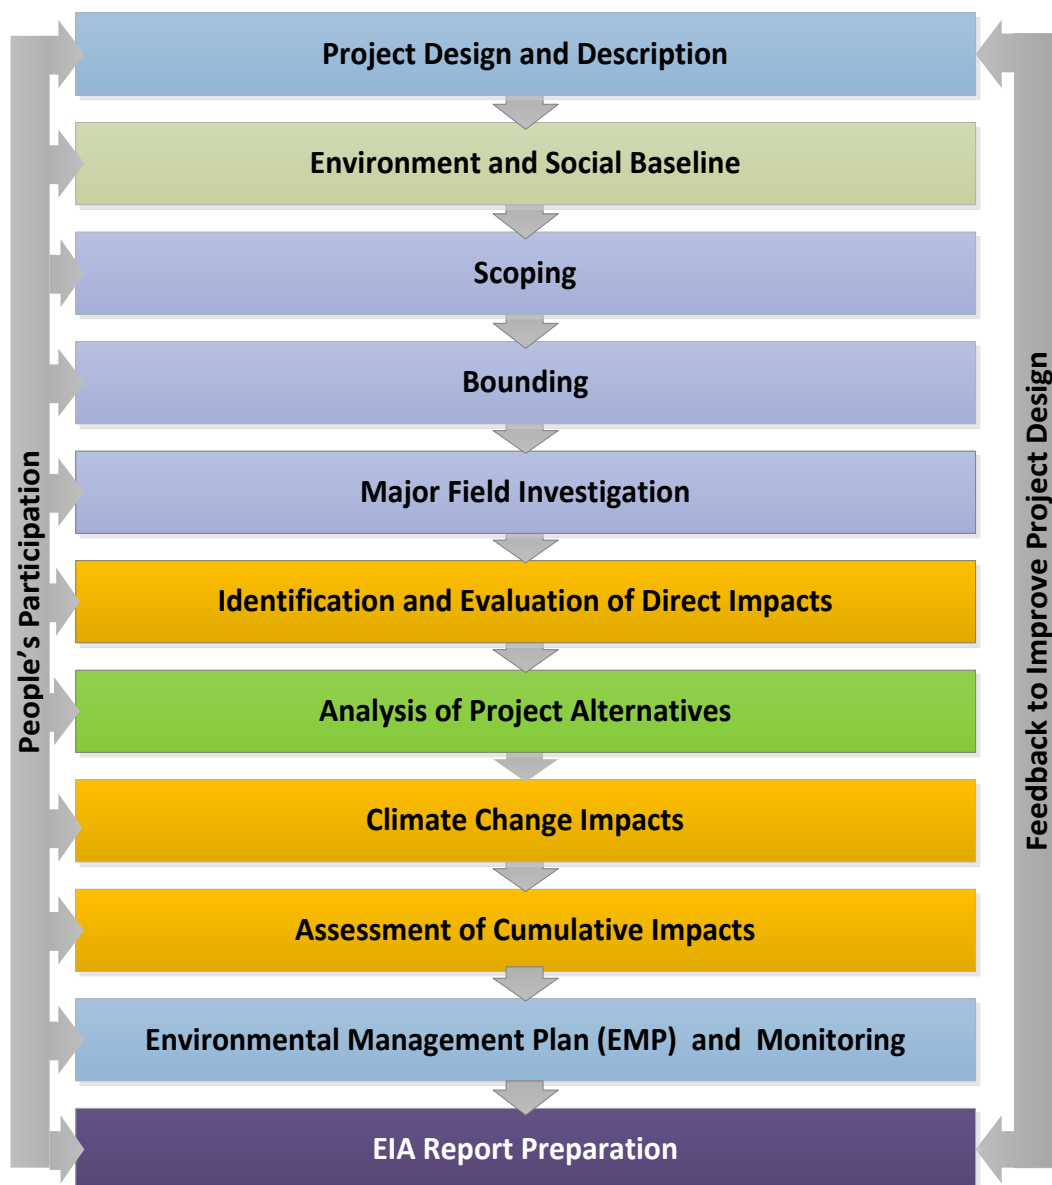 Project Design and Description
Environment and Social Baseline
Scoping
Bounding
Major Field Investigation
Identification and Evaluation of Direct Impacts
Analysis of Project Alternatives
Climate Change Impacts
Assessment of Cumulative Impacts
Environmental Management Plan (EMP) and Monitoring
EIA Report Preparation
People's Participation
Feedback to Improve Project Design